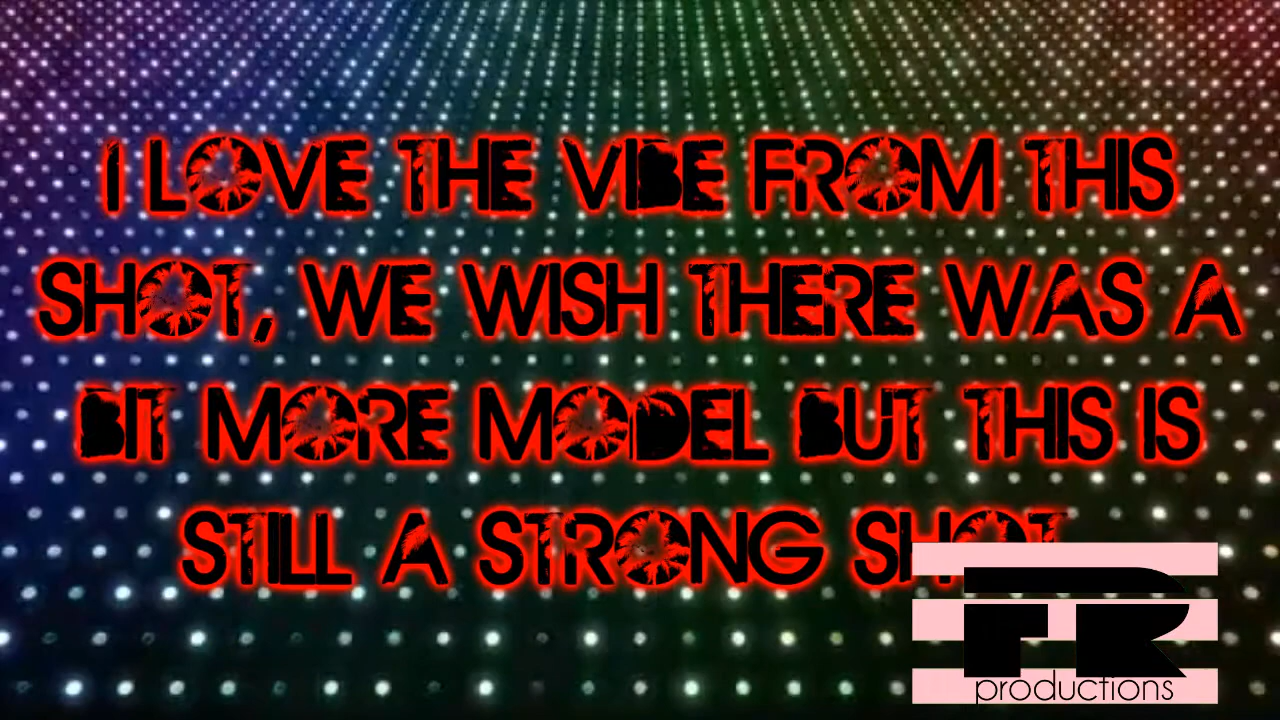 I LOVE THE VIBE FROM THIS
SHOT, WE WISH THERE WAS A
BIT MORE MODEL BUT THIS IS
STILL A STRONG SHOT
FR
productions